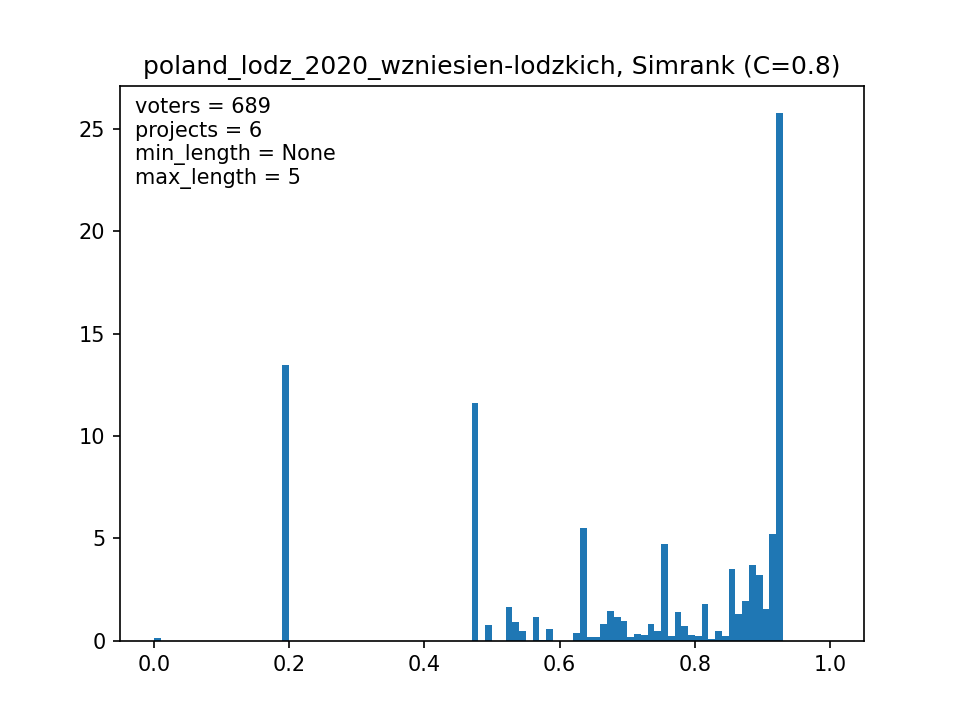 poland_lodz_2020_wzniesien-lodzkich, Simrank (C=0.8)
voters = 689
projects = 6
min_length = None
max_length = 5
25
20
15
10
5
0
0.0 0.2 0.4 0.6 0.8 1.0